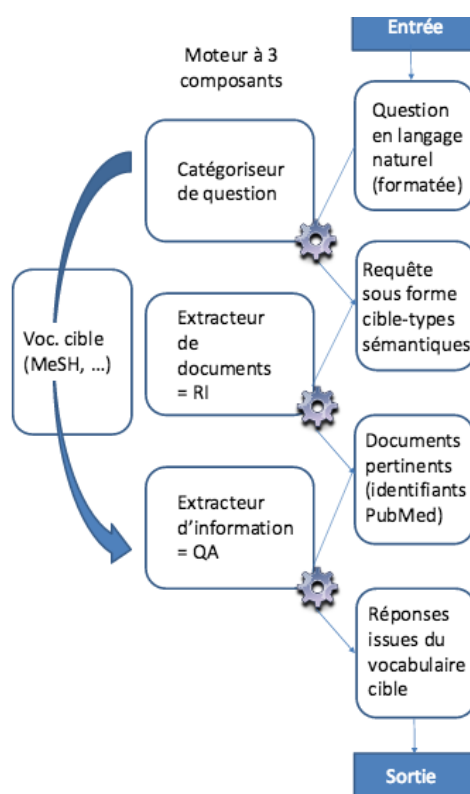 Entrée
Moteur à 3
composants
Question
en langage
naturel
(formatée)
Catégoriseur
de question
Requête
sous forme
cible-types
sémantiques
Voc. cible
(MeSH, ...)
Extracteur
de
documents
= RI
Documents
pertinents
(identifiants
PubMed)
Extracteur
d'information
= QA
Réponses
issues du
vocabulaire
cible
Sortie